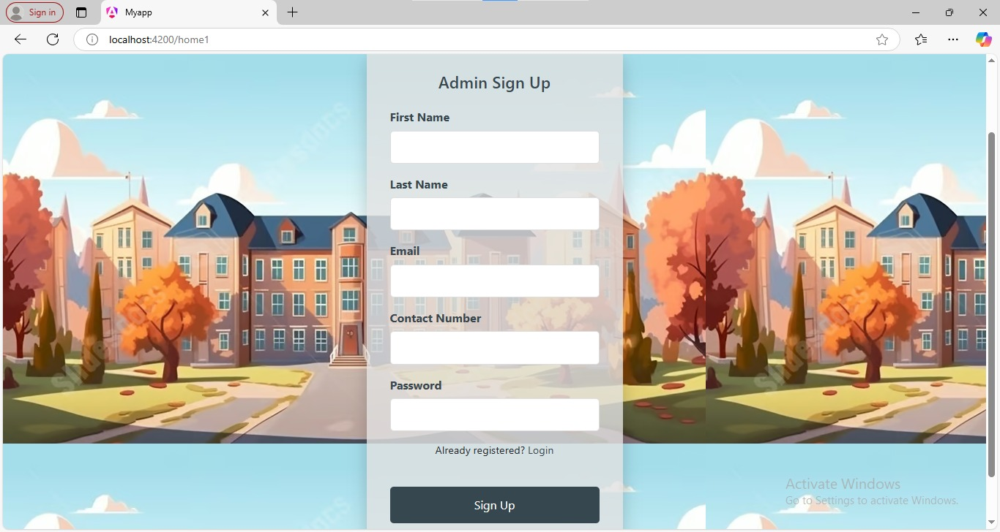 Sign in
Myapp
localhost:4200/home1
Admin Sign Up
First Name
Last Name
Email
Contact Number
Password
Already registered? Login
Sign Up
Activate Windows
Go to Settings to activate Windows.